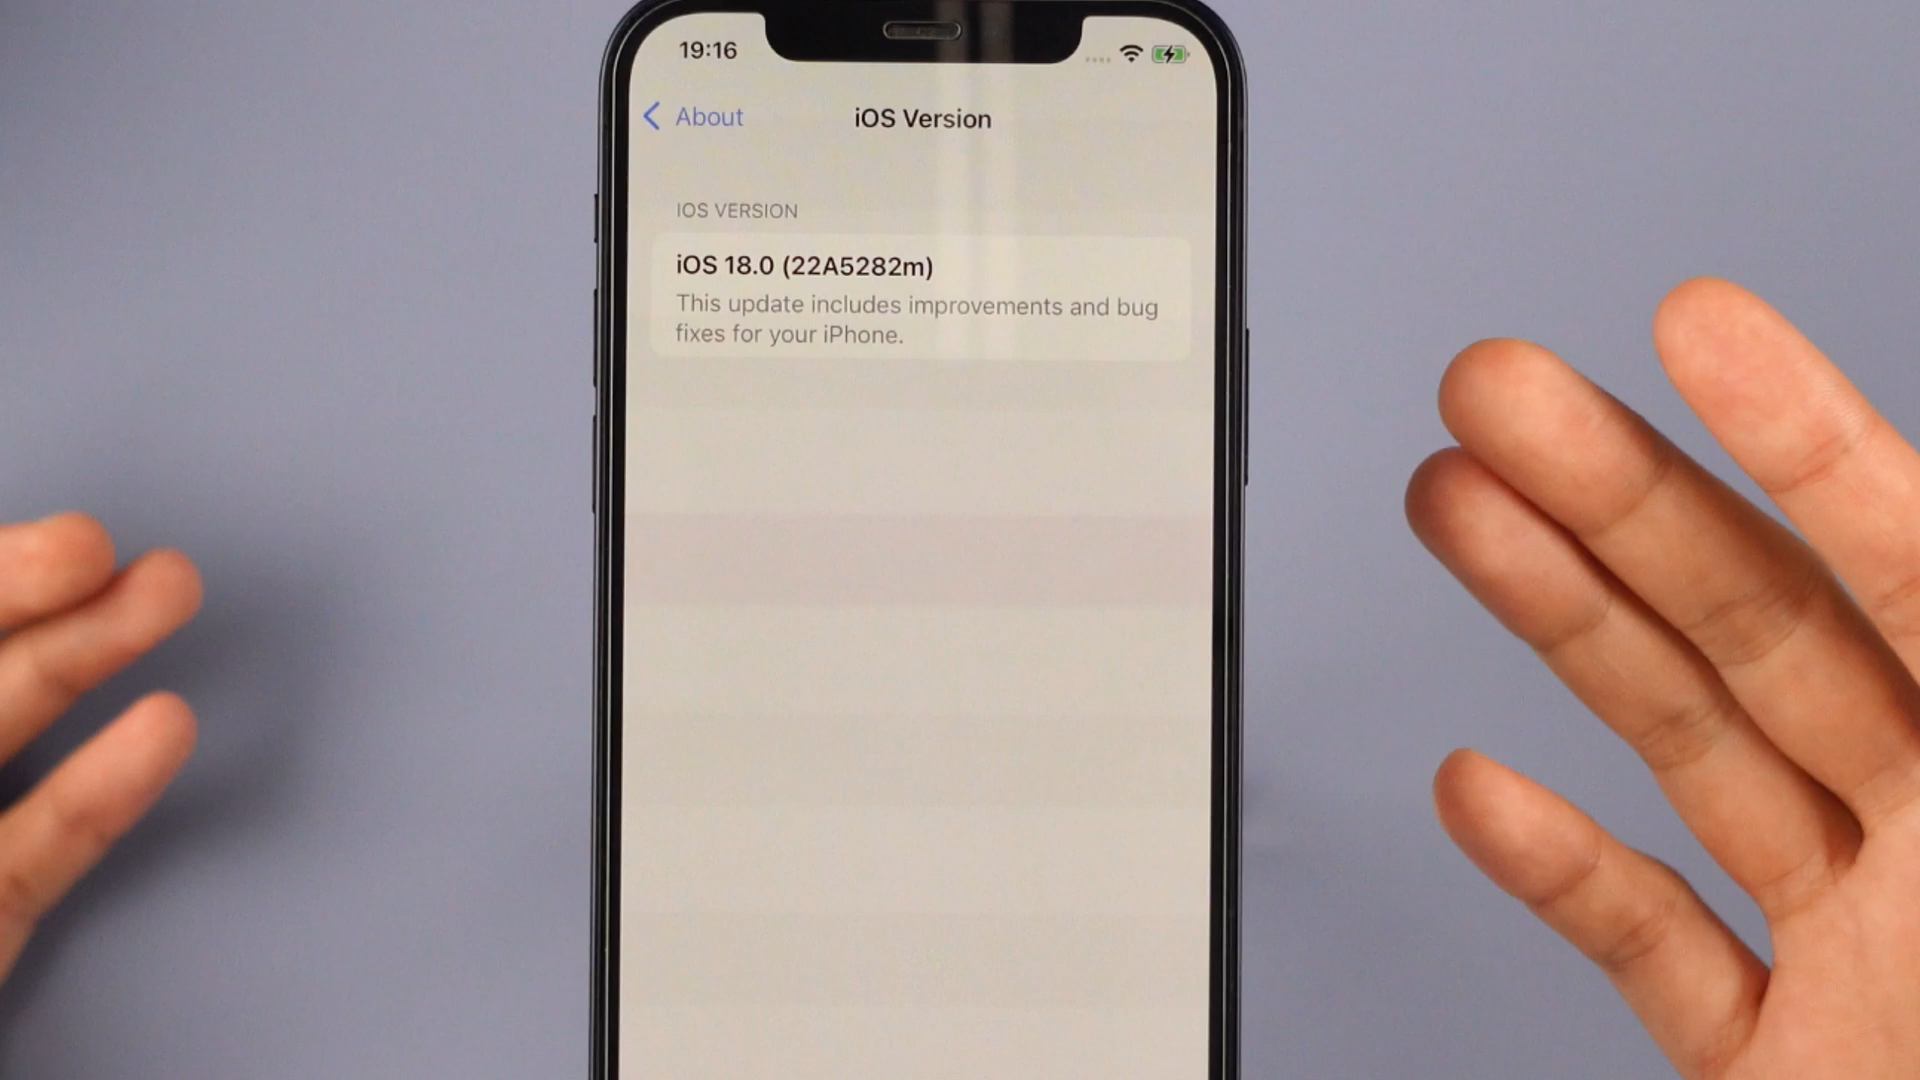 19:16
About
iOS Version
IOS VERSION
iOS 18.0 (22A5282m)
This update includes improvements and bug
fixes for your iPhone.